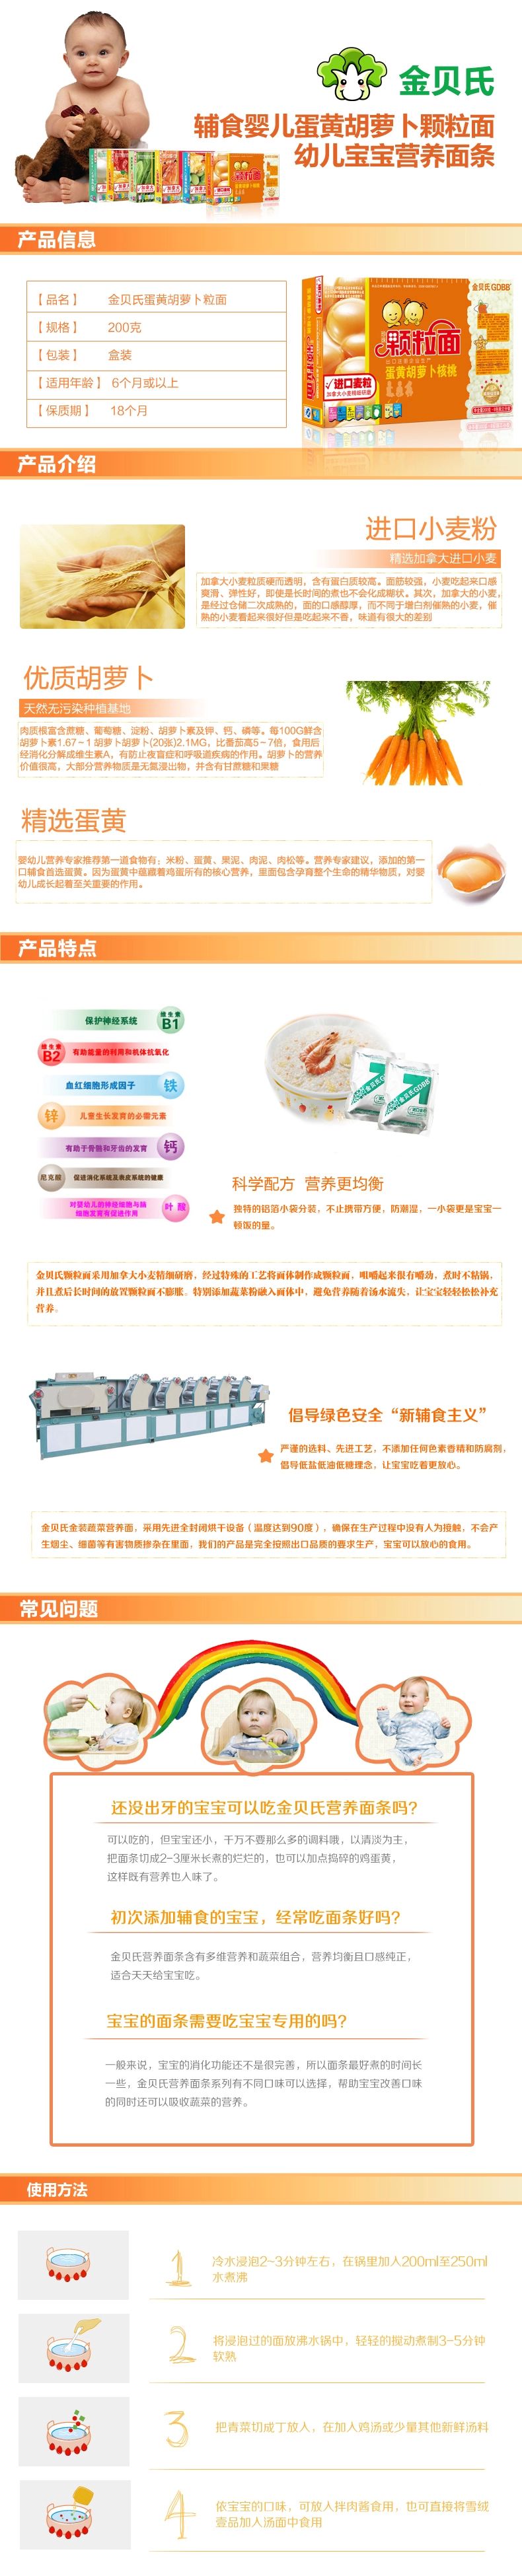 金贝氏
辅食婴儿蛋黄胡萝卜颗粒面
幼儿宝宝营养面条
产品信息
【 品名 】 金贝氏蛋黄胡萝卜粒面
【 规格 】 200克
【 包装 】 盒装
【 适用年龄 】 6个月或以上
【 保质期 】 18个月
金贝氏GDBB
颗粒面
蛋黄胡萝卜核桃
进口麦粒
产品介绍
进口小麦粉
精选加拿大进口小麦
加拿大小麦粒质硬而透明，含有蛋白质较高。面筋较强，小麦吃起来口感
爽滑、弹性好，即使是长时间的煮也不会化成糊状。其次，加拿大的小麦，
是经过仓储二次成熟的，面的口感醇厚，而不同于增白剂催熟的小麦，催
熟的小麦看起来很好但是吃起来不香，味道有很大的差别
优质胡萝卜
天然无污染种植基地
肉质根富含蔗糖、葡萄糖、淀粉、胡萝卜素及钾、钙、磷等。每100G鲜含
胡萝卜素1.67~1 胡萝卜胡萝卜(20张)2.1MG，比番茄高5-7倍，食用后
经消化分解成维生素A，有防止夜盲症和呼吸道疾病的作用。胡萝卜的营养
价值很高，大部分营养物质是无氮浸出物，并含有甘蔗糖和果糖
精选蛋黄
婴幼儿营养专家推荐第一道食物有：米粉、蛋黄、果泥、肉泥、肉松等。营养专家建议，添加的第一
口辅食首选蛋黄。因为蛋黄中蕴藏着鸡蛋所有的核心营养，里面包含孕育整个生命的精华物质，对婴
幼儿成长起着至关重要的作用。
产品特点
保护神经系统 维生素B1
维生素B2 有助能量的利用和机体抗氧化
血红细胞形成因子 铁
锌 儿童生长发育的必需元素
有助于骨骼和牙齿的发育 钙
尼克酸 促进消化系统及表皮系统的健康
对婴幼儿的神经细胞与脑
细胞发育有促进作用 叶酸
金贝氏GDBB
科学配方 营养更均衡
独特的铝箔小袋分装，不止携带方便，防潮湿，一小袋更是宝宝一
顿饭的量。
金贝氏颗粒面采用加拿大小麦精细研磨，经过特殊的工艺将面体制作成颗粒面，咀嚼起来很有嚼劲，煮时不粘锅，
并且煮后长时间的放置颗粒面不膨胀。特别添加蔬菜粉融入面体中，避免营养随着汤水流失，让宝宝轻轻松松补充
营养。
倡导绿色安全“新辅食主义”
严谨的选料、先进工艺，不添加任何色素香精和防腐剂，
倡导低盐低油低糖理念，让宝宝吃着更放心。
金贝氏金装蔬菜营养面，采用先进全封闭烘干设备（温度达到90度），确保在生产过程中没有人为接触，不会产
生烟尘、细菌等有害物质掺杂在里面，我们的产品是完全按照出口品质的要求生产，宝宝可以放心的食用。
常见问题
还没出牙的宝宝可以吃金贝氏营养面条吗?
可以吃的，但宝宝还小，千万不要那么多的调料哦，以清淡为主，
把面条切成2-3厘米长煮的烂烂的，也可以加点捣碎的鸡蛋黄，
这样既有营养也人味了。
初次添加辅食的宝宝，经常吃面条好吗?
金贝氏营养面条含有多维营养和蔬菜组合，营养均衡且口感纯正，
适合天天给宝宝吃。
宝宝的面条需要吃宝宝专用的吗?
一般来说，宝宝的消化功能还不是很完善，所以面条最好煮的时间长
一些，金贝氏营养面条系列有不同口味可以选择，帮助宝宝改善口味
的同时还可以吸收蔬菜的营养。
使用方法
1 冷水浸泡2~3分钟左右，在锅里加入200ml至250ml
水煮沸
2 将浸泡过的面放沸水锅中，轻轻的搅动煮制3-5分钟
软熟
3 把青菜切成丁放人，在加人鸡汤或少量其他新鲜汤料
4 依宝宝的口味，可放入拌肉酱食用，也可直接将雪绒
壹品加人汤面中食用